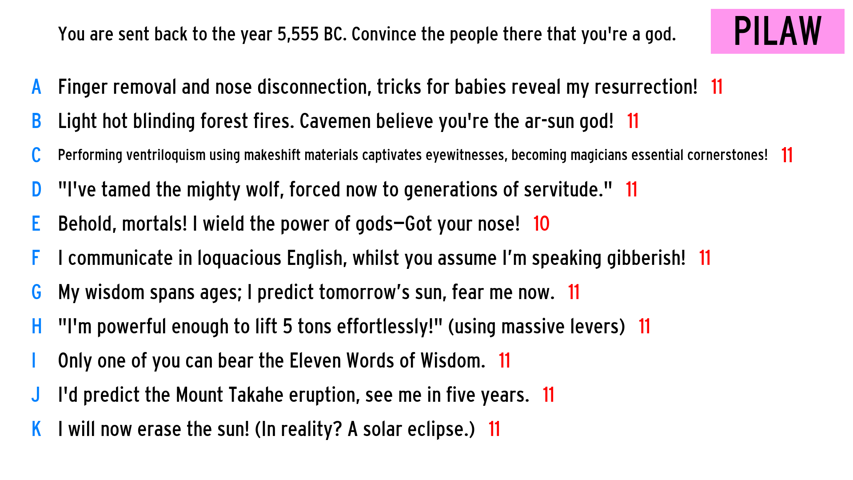 You are sent back to the year 5,555 BC. Convince the people there that you're a god.
PILAW
A Finger removal and nose disconnection, tricks for babies reveal my resurrection! 11
B Light hot blinding forest fires. Cavemen believe you're the ar-sun god! 11
C Performing ventriloquism using makeshift materials captivates eyewitnesses, becoming magicians essential cornerstones! 11
D "I've tamed the mighty wolf, forced now to generations of servitude." 11
E Behold, mortals! I wield the power of gods—Got your nose! 10
F I communicate in loquacious English, whilst you assume I’m speaking gibberish! 11
G My wisdom spans ages; I predict tomorrow’s sun, fear me now. 11
H "I'm powerful enough to lift 5 tons effortlessly!" (using massive levers) 11
I Only one of you can bear the Eleven Words of Wisdom. 11
J I'd predict the Mount Takahe eruption, see me in five years. 11
K I will now erase the sun! (In reality? A solar eclipse.) 11